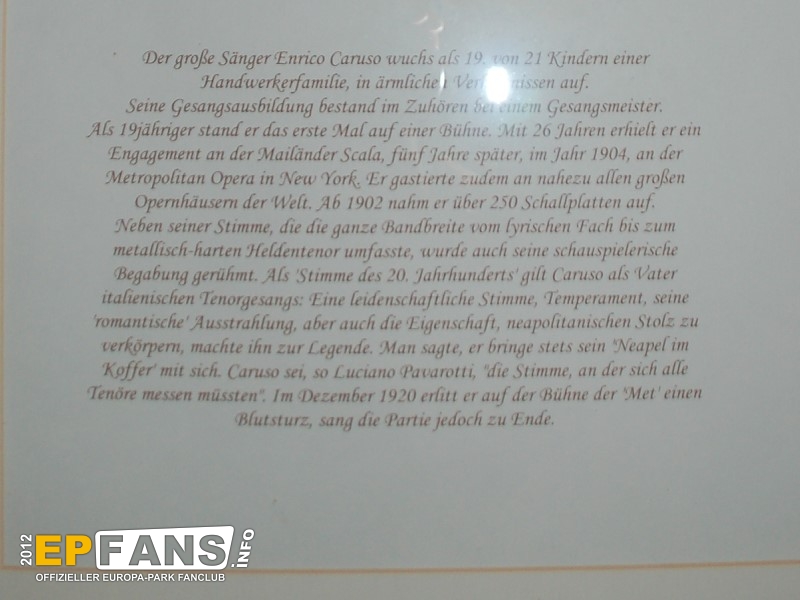 Der große Sänger Enrico Caruso wuchs als 19. von 21 Kindern einer
Handwerkerfamilie, in ärmlichen auf.
Seine Gesangsausbildung bestand im Zuhören bei einem Gesangsmeister.
Als 19jähriger stand er das erste Mal auf einer Bühne. Mit 26 Jahren erhielt er ein
Engagement an der Mailänder Scala, fünf Jahre später, im Jahr 1904, an der
Metropolitan Opera in New York. Er gastierte zudem an nahezu allen großen
Opernhäusern der Welt. Ab 1902 nahm er über 250 Schallplatten auf.
Neben seiner Stimme, die die ganze Bandbreite vom lyrischen Fach bis zum
metallisch-harten Heldentenor umfasste, wurde auch seine schauspielerische
Begabung gerühmt. Als 'Stimme des 20. Jahrhunderts' gilt Caruso als Vater
italienischen Tenorgesangs: Eine leidenschaftliche Stimme, Temperament, seine
'romantische' Ausstrahlung, aber auch die Eigenschaft, neapolitanischen Stolz zu
verkörpern, machte ihn zur Legende. Man sagte, er bringe stets sein "Neapel im
Koffer' mit sich. Caruso sei, so Luciano Pavarotti, "die Stimme, an der sich alle
Tenöre messen müssten". Im Dezember 1920 erlitt er auf der Bühne der 'Met' einen
Blutsturz, sang die Partie jedoch zu Ende.
2012
EPFANS.INFO
OFFIZIELLER EUROPA-PARK FANCLUB